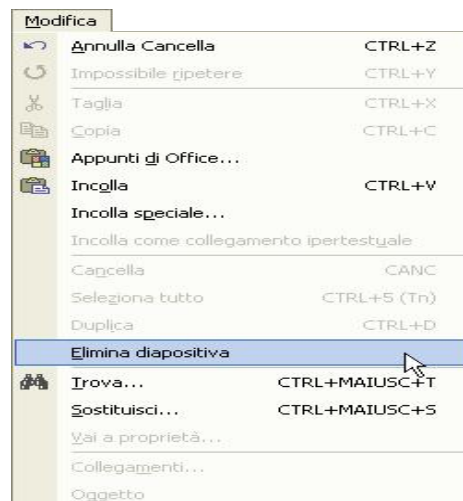 Modifica
Annulla Cancella CTRL+Z
Impossibile ripetere CTRL+Y
Taglia CTRL+X
Copia CTRL+C
Appunti di Office...
Incolla CTRL+V
Incolla speciale...
Incolla come collegamento ipertestuale
Cancella CANC
Seleziona tutto CTRL+5 (Tn)
Duplica CTRL+D
Elimina diapositiva
Trova... CTRL+MAIUSC+T
Sostituisci... CTRL+MAIUSC+S
Vai a proprietà...
Collegamenti...
Oggetto